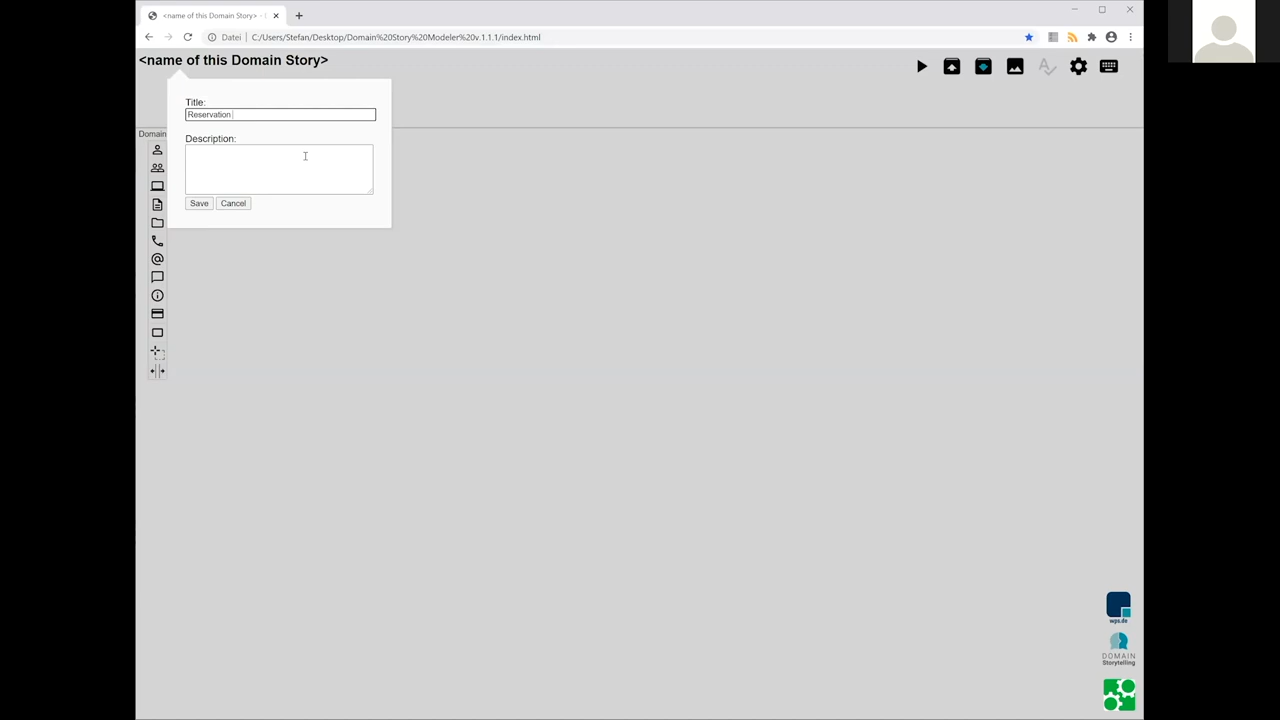 <name of this Domain Story> -
Datei
C:/Users/Stefan/Desktop/Domain%20Story%20Modeler%20v.1.1.1/index.html
<name of this Domain Story>
Title:
Reservation
Domain
Description:
Save
Cancel
wps.de
DOMAIN
Storytelling